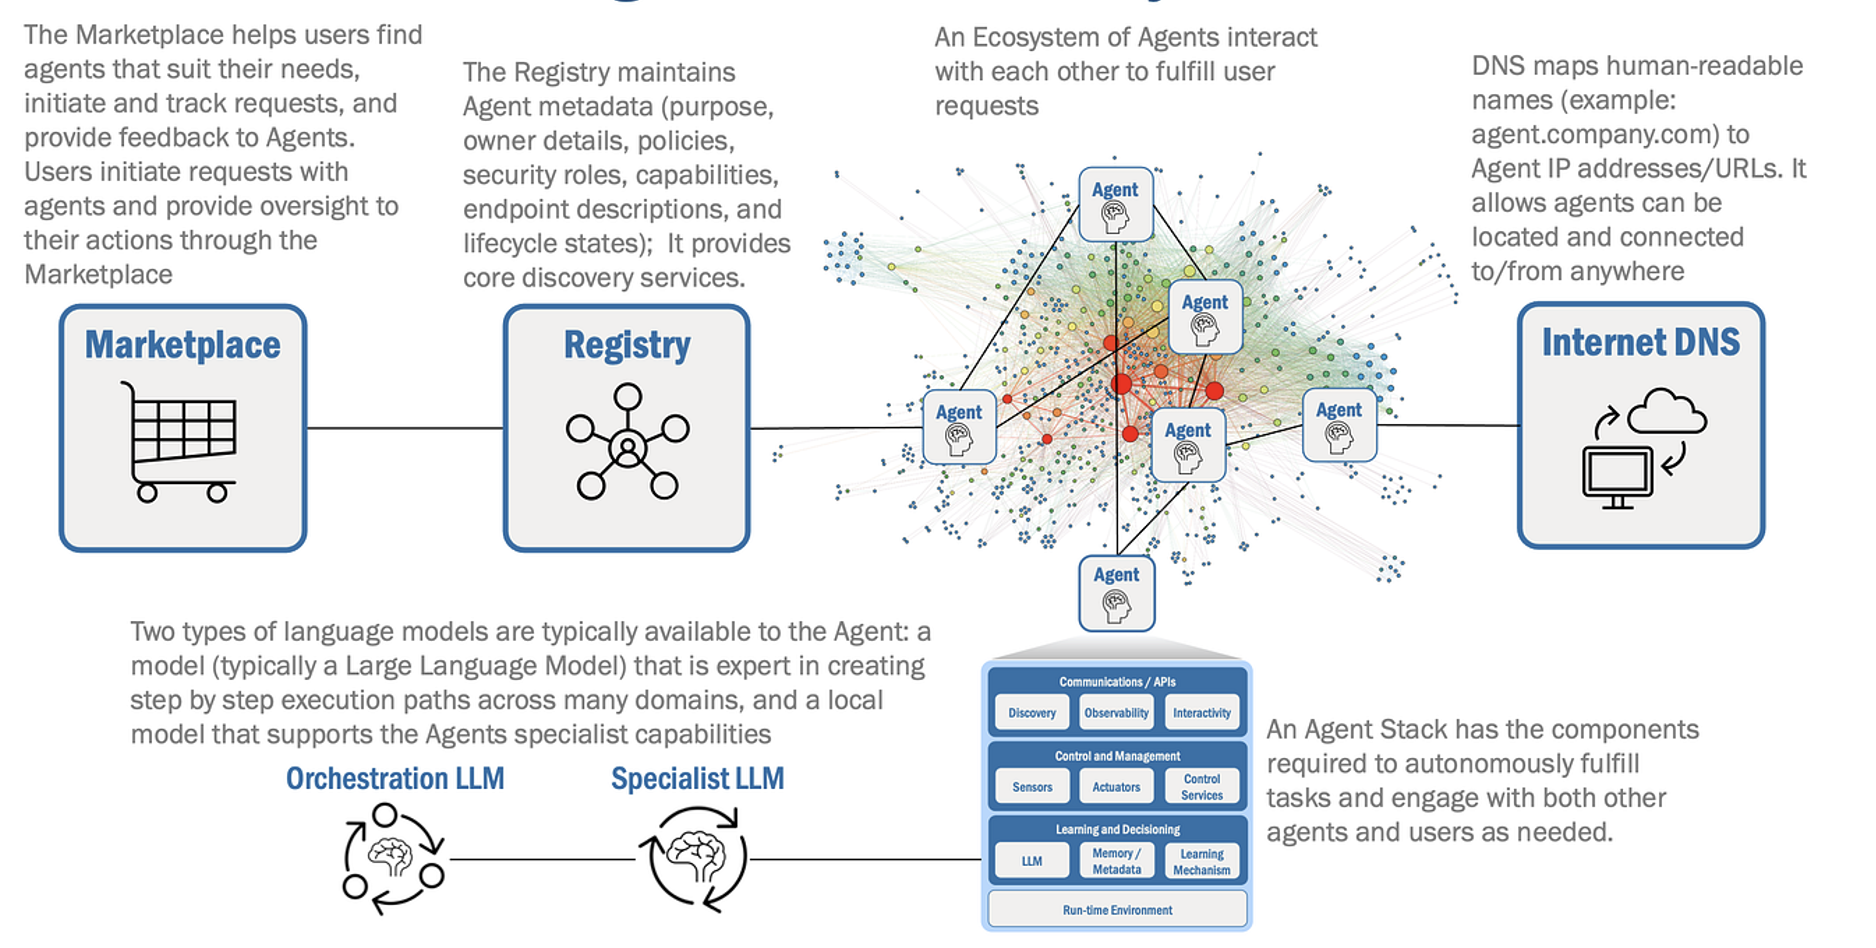 The Marketplace helps users find
agents that suit their needs,
initiate and track requests, and
provide feedback to Agents.
Users initiate requests with
agents and provide oversight to
their actions through the
Marketplace
The Registry maintains
Agent metadata (purpose,
owner details, policies,
security roles, capabilities,
endpoint descriptions, and
lifecycle states);  It provides
core discovery services.
An Ecosystem of Agents interact
with each other to fulfill user
requests
DNS maps human-readable
names (example:
agent.company.com) to
Agent IP addresses/URLs. It
allows agents can be
located and connected
to/from anywhere
Marketplace
Registry
Agent
Agent
Agent
Agent
Agent
Agent
Internet DNS
Two types of language models are typically available to the Agent: a
model (typically a Large Language Model) that is expert in creating
step by step execution paths across many domains, and a local
model that supports the Agents specialist capabilities
Orchestration LLM
Specialist LLM
Communications / APIs
Discovery
Observability
Interactivity
Control and Management
Sensors
Actuators
Control
Services
Learning and Decisioning
LLM
Memory /
Metadata
Learning
Mechanism
Run-time Environment
An Agent Stack has the components
required to autonomously fulfill
tasks and engage with both other
agents and users as needed.